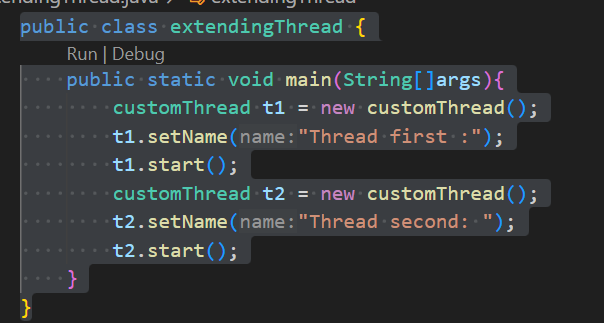 endingThread.java extendingThread
public class extendingThread {
Run | Debug
public static void main(String[]args){
customThread t1 = new customThread();
t1.setName(name:"Thread first :");
t1.start();
customThread t2 = new customThread();
t2.setName(name:"Thread second: ");
t2.start();
}
}